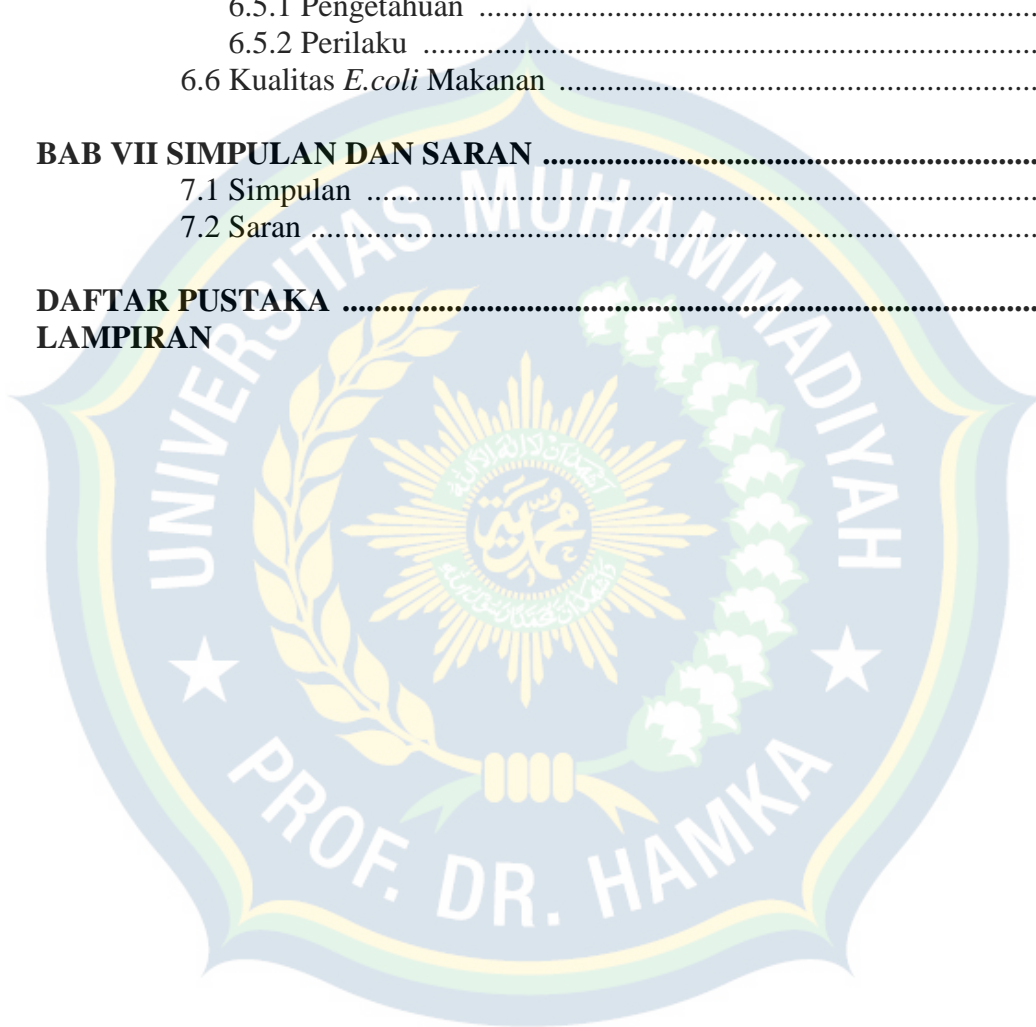 6.5.1 Pengetahuan ....................................................................................
6.5.2 Perilaku ............................................................................................
6.6 Kualitas E.coli Makanan ......................................................................
BAB VII SIMPULAN DAN SARAN ...............................................................
7.1 Simpulan ..............................................................................................
7.2 Saran .....................................................................................................
DAFTAR PUSTAKA ........................................................................................
LAMPIRAN
UNIVERSITAS MUHAMMADIYAH
PROF. DR. HAMKA
محمدية